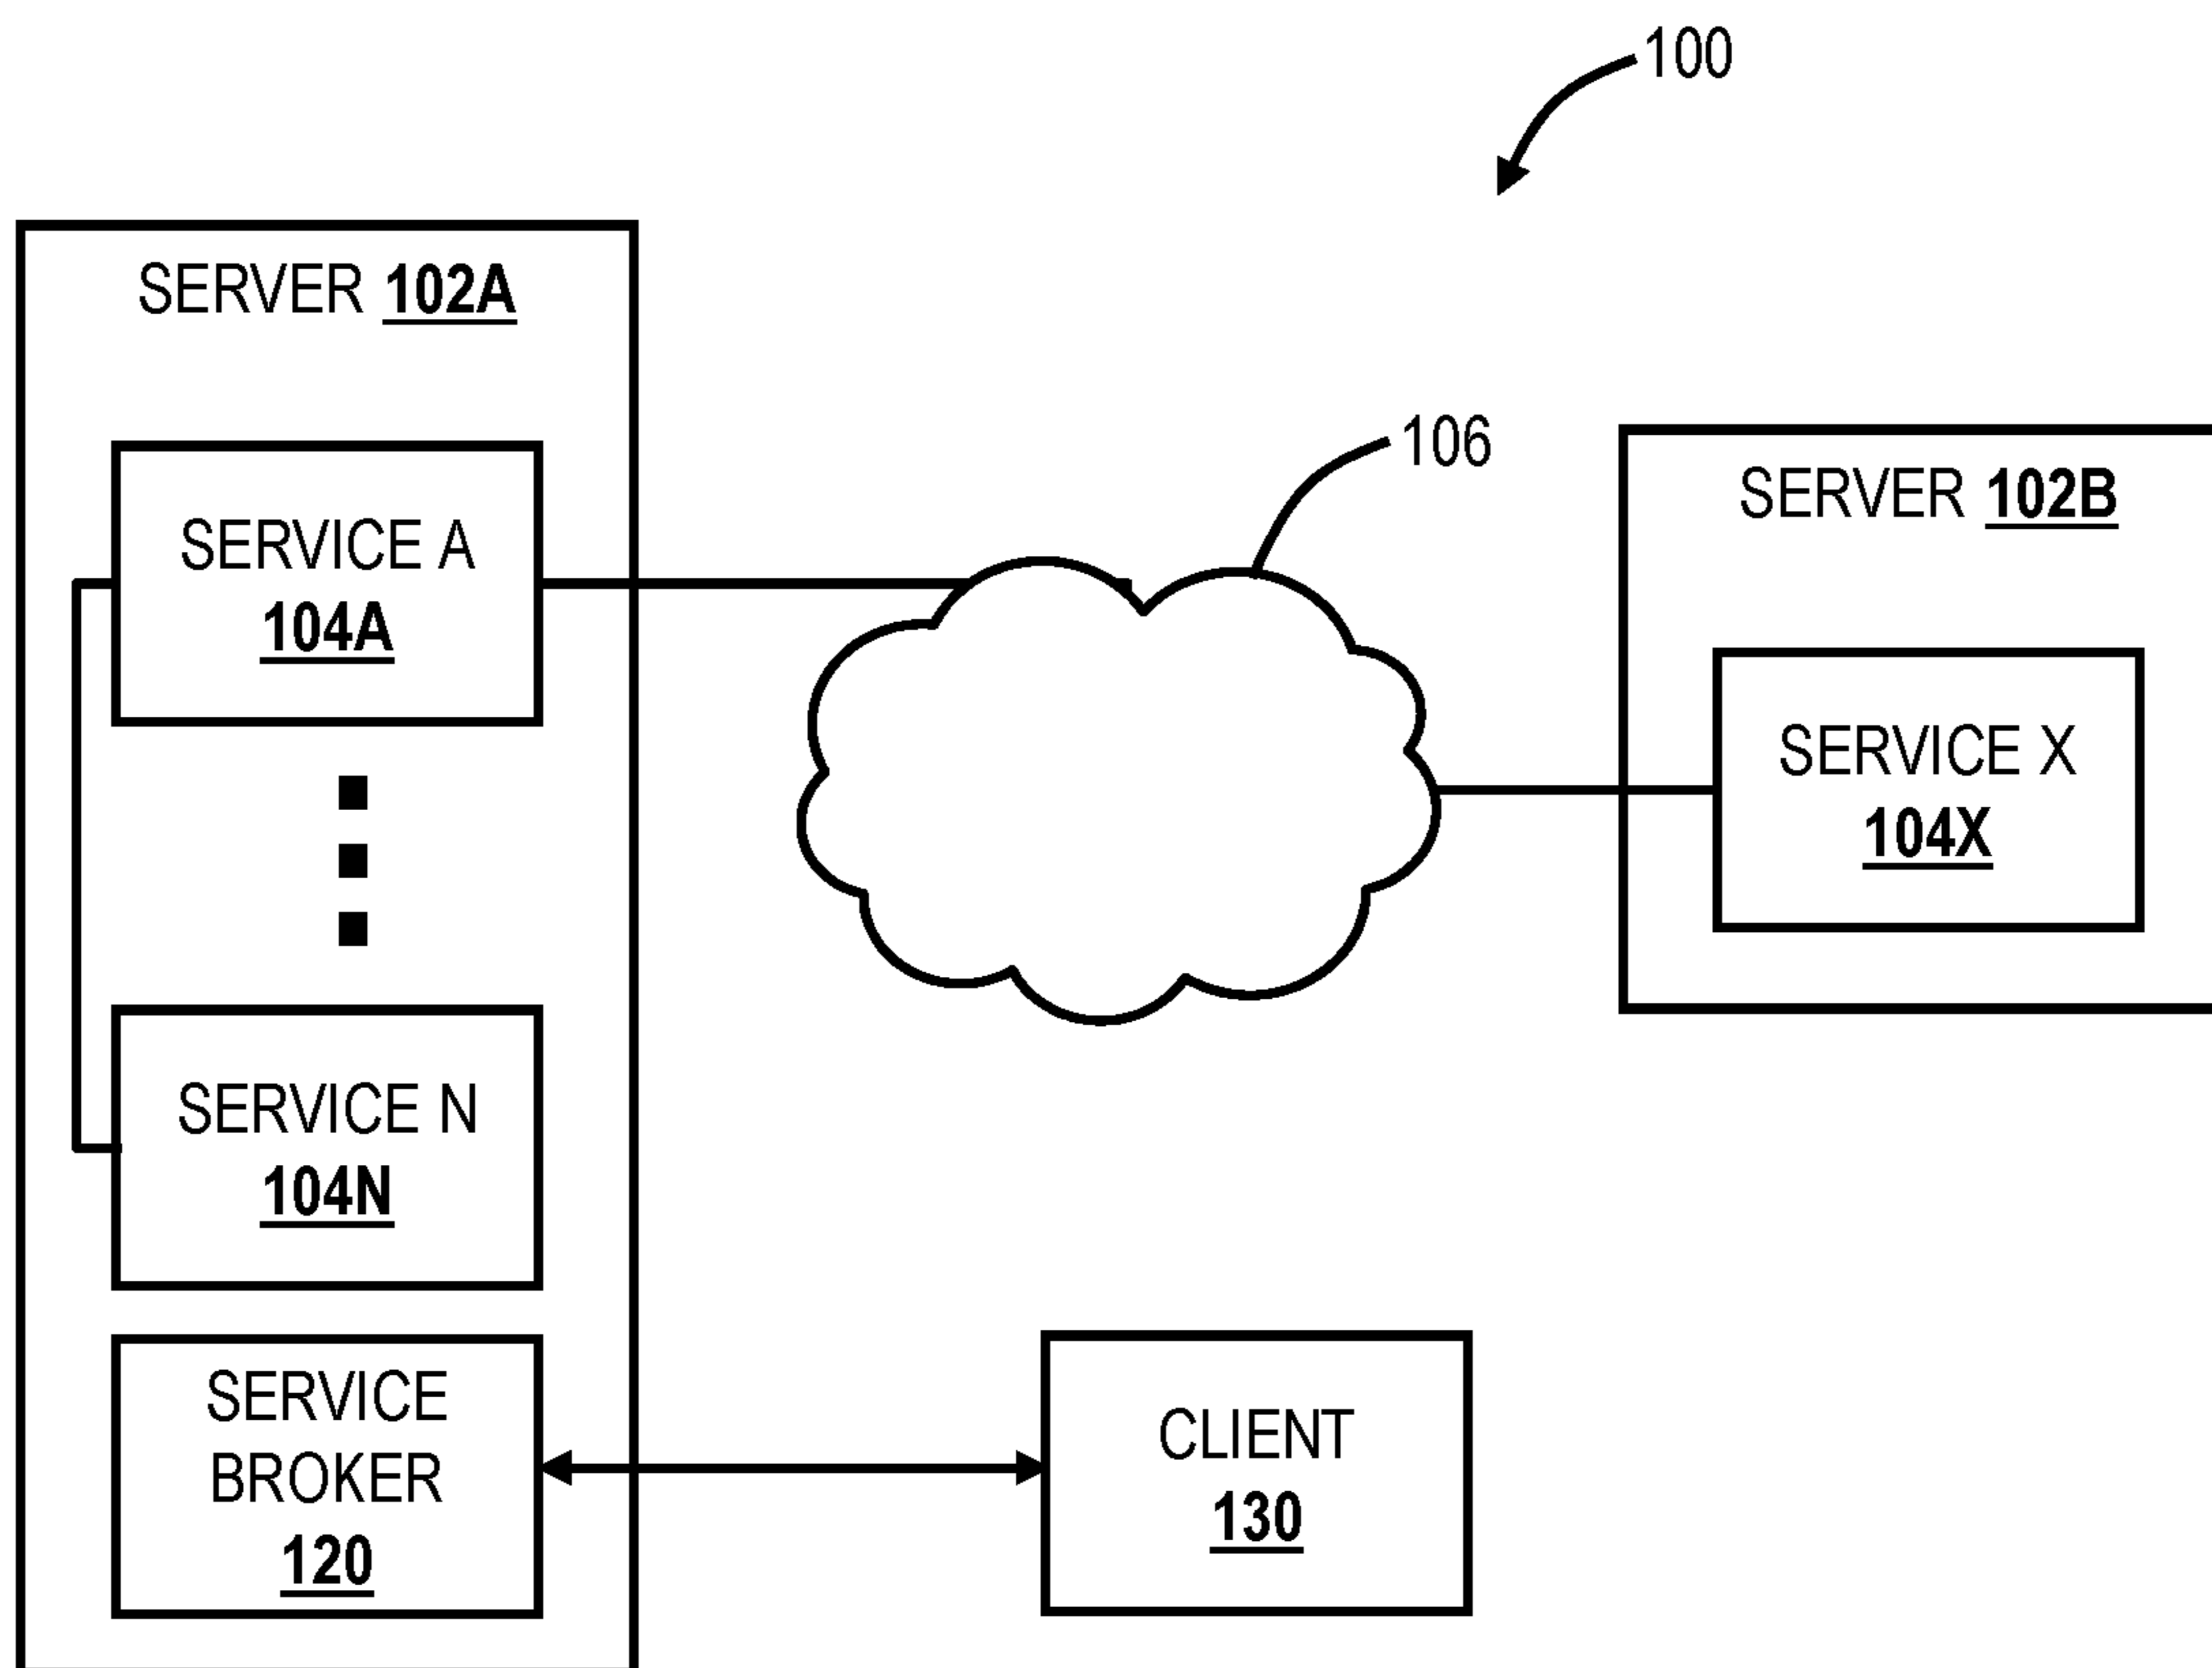 100
SERVER 102A
106
SERVER 102B
SERVICE A
104A
SERVICE X
104X
SERVICE N
104N
SERVICE
BROKER
120
CLIENT
130